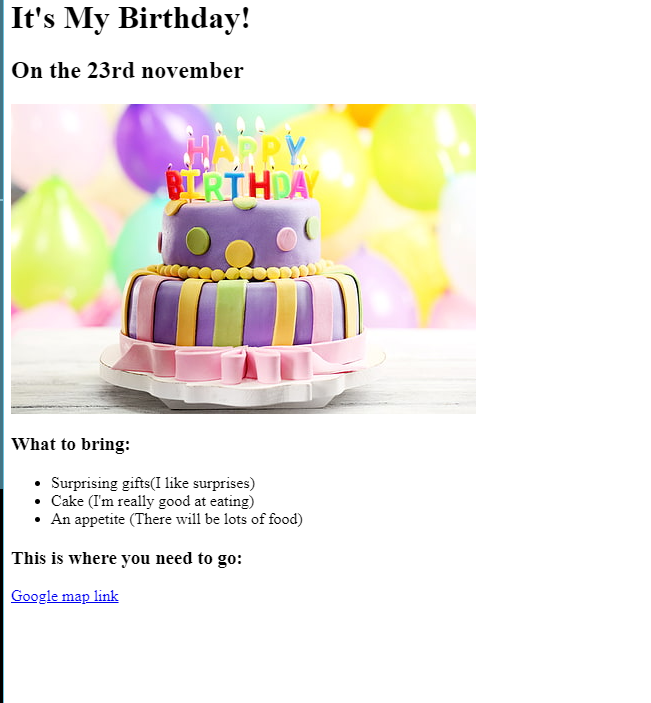 It's My Birthday!
On the 23rd november
HAPPY
BIRTHDAY
What to bring:
Surprising gifts(I like surprises)
Cake (I'm really good at eating)
An appetite (There will be lots of food)
This is where you need to go:
Google map link